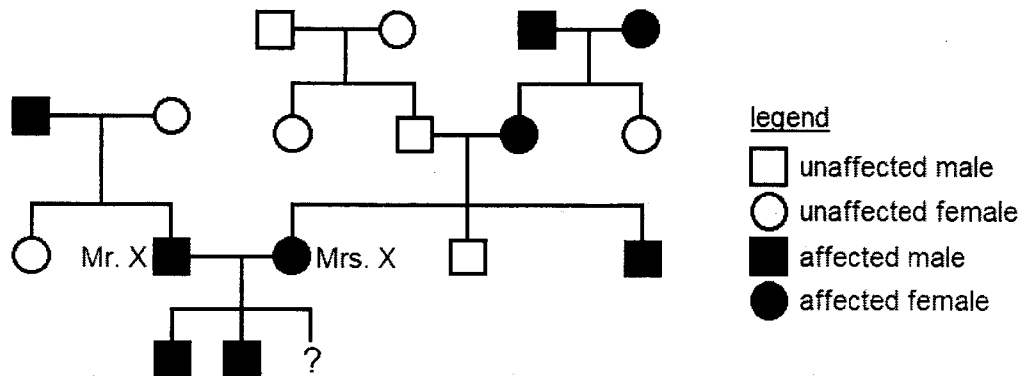 legend
unaffected male
unaffected female
Mr. X
Mrs. X
affected male
affected female
?